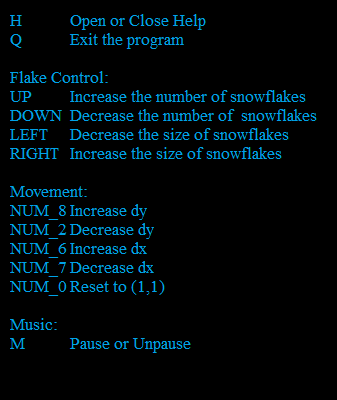 H Open or Close Help
Q Exit the program
Flake Control:
UP Increase the number of snowflakes
DOWN Decrease the number of snowflakes
LEFT Decrease the size of snowflakes
RIGHT Increase the size of snowflakes
Movement:
NUM_8 Increase dy
NUM_2 Decrease dy
NUM_6 Increase dx
NUM_7 Decrease dx
NUM_0 Reset to (1,1)
Music:
M Pause or Unpause